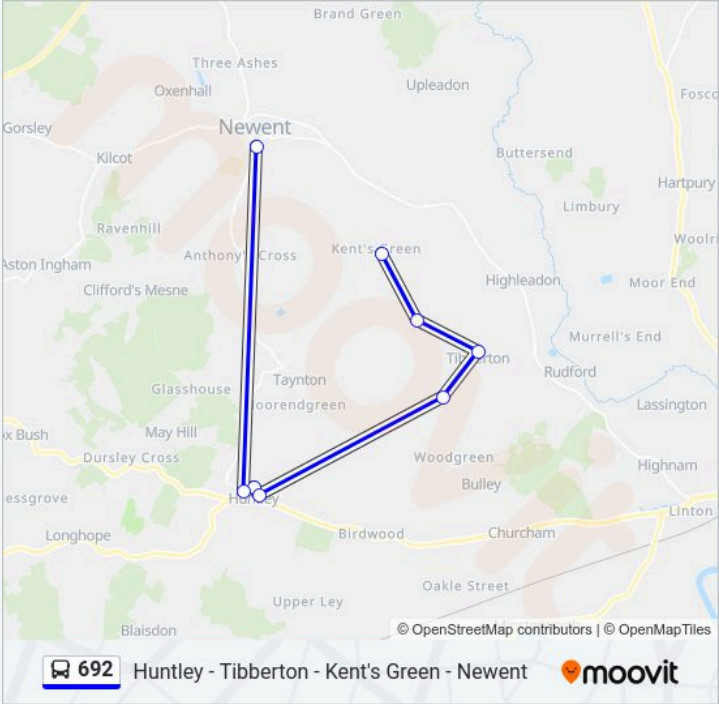 Brand Green
Three Ashes
Oxenhall
Upleadon
Gorsley
Newent
Kilcot
Buttersend
Hartpury
Limbury
Ravenhill
Anthony's Cross
Kent's Green
Aston Ingham
Clifford's Mesne
Highleadon
Moor End
Murrell's End
Tibberton
Rudford
Taynton
Glasshouse
Moorendgreen
Lassington
May Hill
Dursley Cross
Woodgreen
Highnam
Bulley
Huntley
Linton
Longhope
Birdwood
Churcham
Oakle Street
Upper Ley
Blaisdon
© OpenStreetMap contributors | © OpenMapTiles
692 Huntley - Tibberton - Kent's Green - Newent moovit